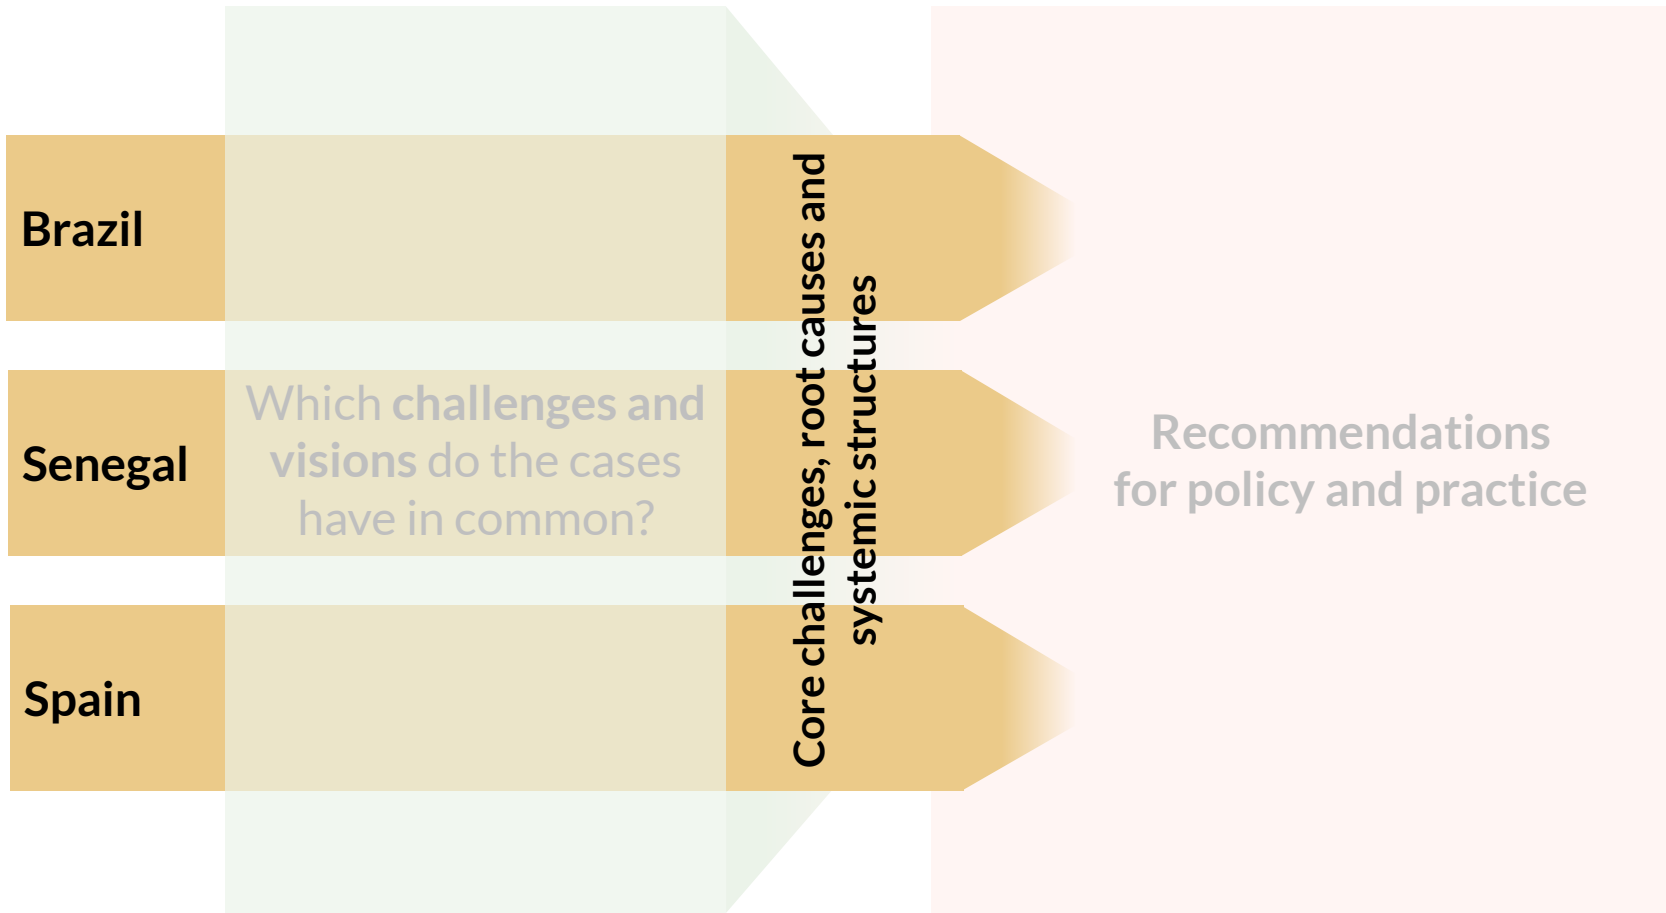 Brazil
Senegal
Spain
Which challenges and
visions do the cases
have in common?
Core challenges, root causes and
systemic structures
Recommendations
for policy and practice